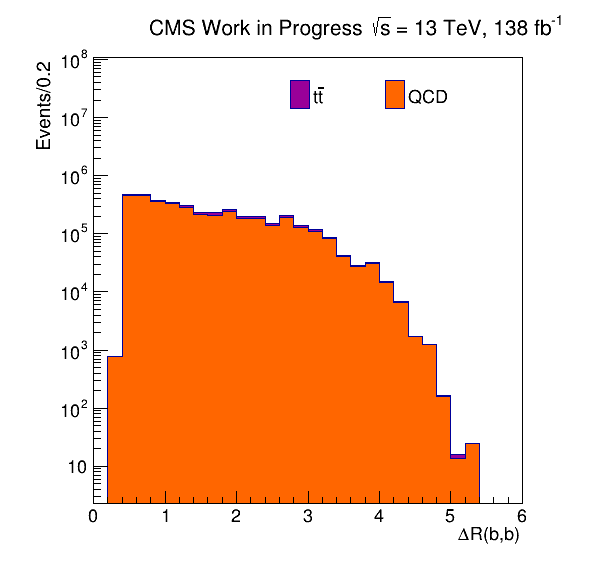 CMS Work in Progress √s = 13 TeV, 138 fb⁻¹
Events/0.2
tt̄
QCD
10⁸
10⁷
10⁶
10⁵
10⁴
10³
10²
10
0 1 2 3 4 5 6
ΔR(b,b)